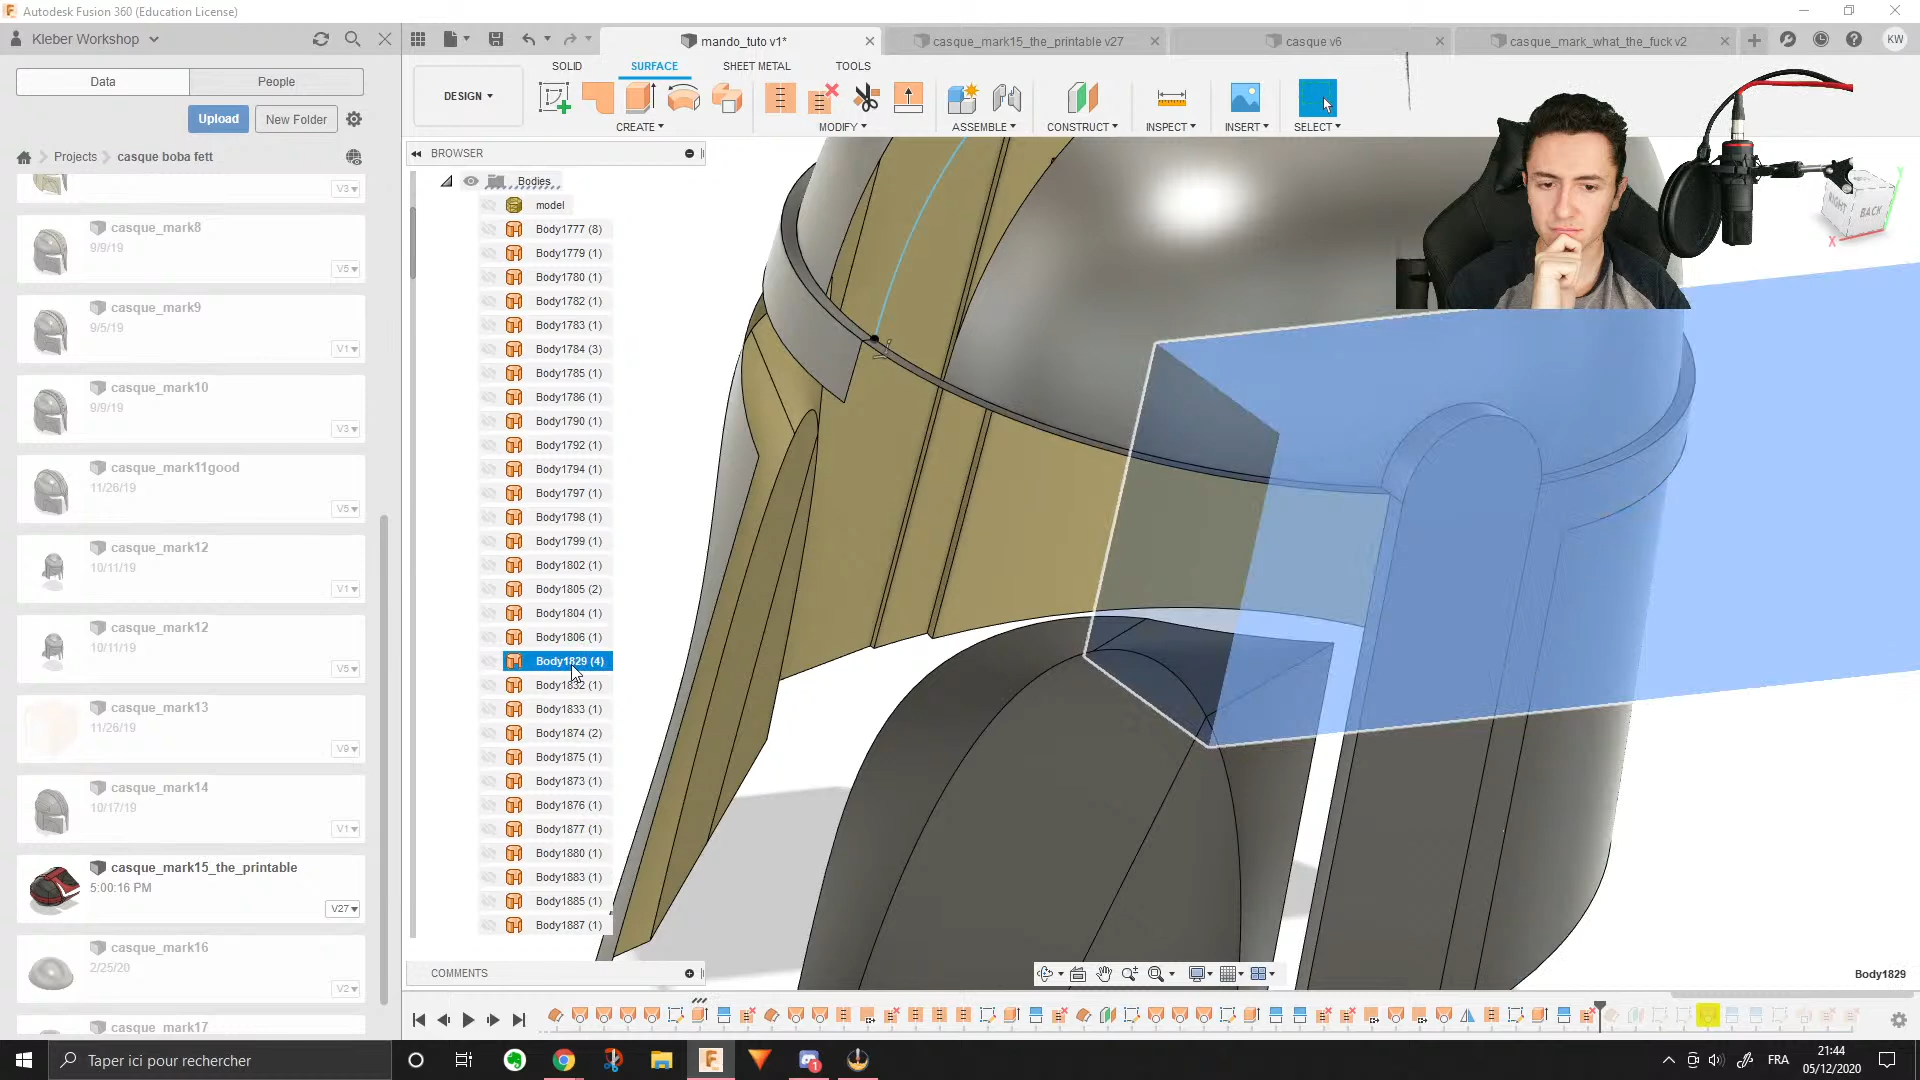 Autodesk Fusion 360 (Education License)
Kleber Workshop
mando_tuto v1*
casque_mark15_the_printable v27
casque v6
casque_mark_what_the_fuck v2
KW
SOLID
SURFACE
SHEET METAL
TOOLS
Data
People
DESIGN
Upload
New Folder
CREATE
MODIFY
ASSEMBLE
CONSTRUCT
INSPECT
INSERT
SELECT
Projects
casque boba fett
BROWSER
V3
casque_mark8
9/9/19
V5
casque_mark9
9/5/19
V1
casque_mark10
9/9/19
V3
casque_mark11good
11/26/19
V5
casque_mark12
10/11/19
V1
casque_mark12
10/11/19
V5
casque_mark13
11/26/19
V9
casque_mark14
10/17/19
V1
casque_mark15_the_printable
5:00:16 PM
V27
casque_mark16
2/25/20
V2
casque_mark17
Bodies
model
Body1777 (8)
Body1779 (1)
Body1780 (1)
Body1782 (1)
Body1783 (1)
Body1784 (3)
Body1785 (1)
Body1786 (1)
Body1790 (1)
Body1792 (1)
Body1794 (1)
Body1797 (1)
Body1798 (1)
Body1799 (1)
Body1802 (1)
Body1805 (2)
Body1804 (1)
Body1806 (1)
Body1829 (4)
Body1832 (1)
Body1833 (1)
Body1874 (2)
Body1875 (1)
Body1873 (1)
Body1876 (1)
Body1877 (1)
Body1880 (1)
Body1883 (1)
Body1885 (1)
Body1887 (1)
RIGHT
BACK
X
Y
COMMENTS
Body1829
Taper ici pour rechercher
1
FRA
21:44
05/12/2020